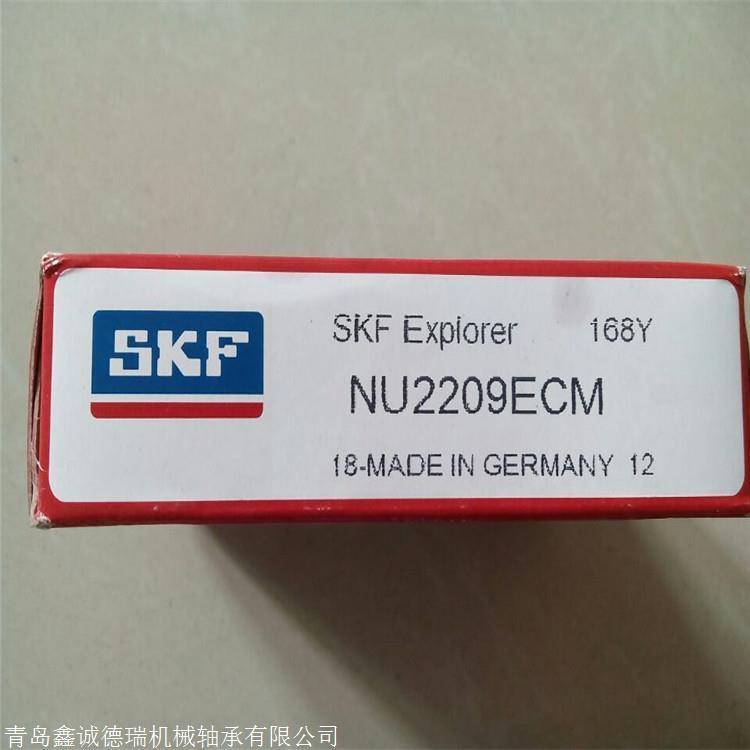 SKF
SKF Explorer 168Y
NU2209ECM
18-MADE IN GERMANY 12
青岛鑫诚德瑞机械轴承有限公司